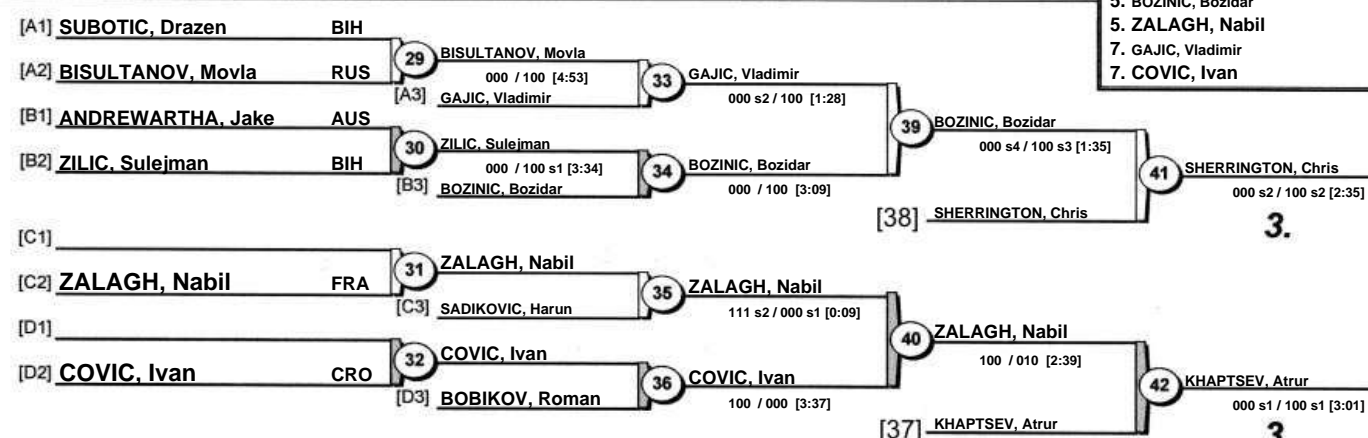 5. BOZINIC, Bozidar
5. ZALAGH, Nabil
7. GAJIC, Vladimir
7. COVIC, Ivan
[A1] SUBOTIC, Drazen BIH
[A2] BISULTANOV, Movla RUS
29
BISULTANOV, Movla
000 / 100 [4:53]
[A3] GAJIC, Vladimir
33
GAJIC, Vladimir
000 s2 / 100 [1:28]
[B1] ANDREWARTHA, Jake AUS
[B2] ZILIC, Sulejman BIH
30
ZILIC, Sulejman
000 / 100 s1 [3:34]
[B3] BOZINIC, Bozidar
34
BOZINIC, Bozidar
000 / 100 [3:09]
39
BOZINIC, Bozidar
000 s4 / 100 s3 [1:35]
[38] SHERRINGTON, Chris
41
SHERRINGTON, Chris
000 s2 / 100 s2 [2:35]
3.
[C1]
[C2] ZALAGH, Nabil FRA
31
ZALAGH, Nabil
[C3] SADIKOVIC, Harun
35
ZALAGH, Nabil
111 s2 / 000 s1 [0:09]
[D1]
[D2] COVIC, Ivan CRO
32
COVIC, Ivan
[D3] BOBIKOV, Roman
36
COVIC, Ivan
100 / 000 [3:37]
40
ZALAGH, Nabil
100 / 010 [2:39]
[37] KHAPTSEV, Atrur
42
KHAPTSEV, Atrur
000 s1 / 100 s1 [3:01]
3